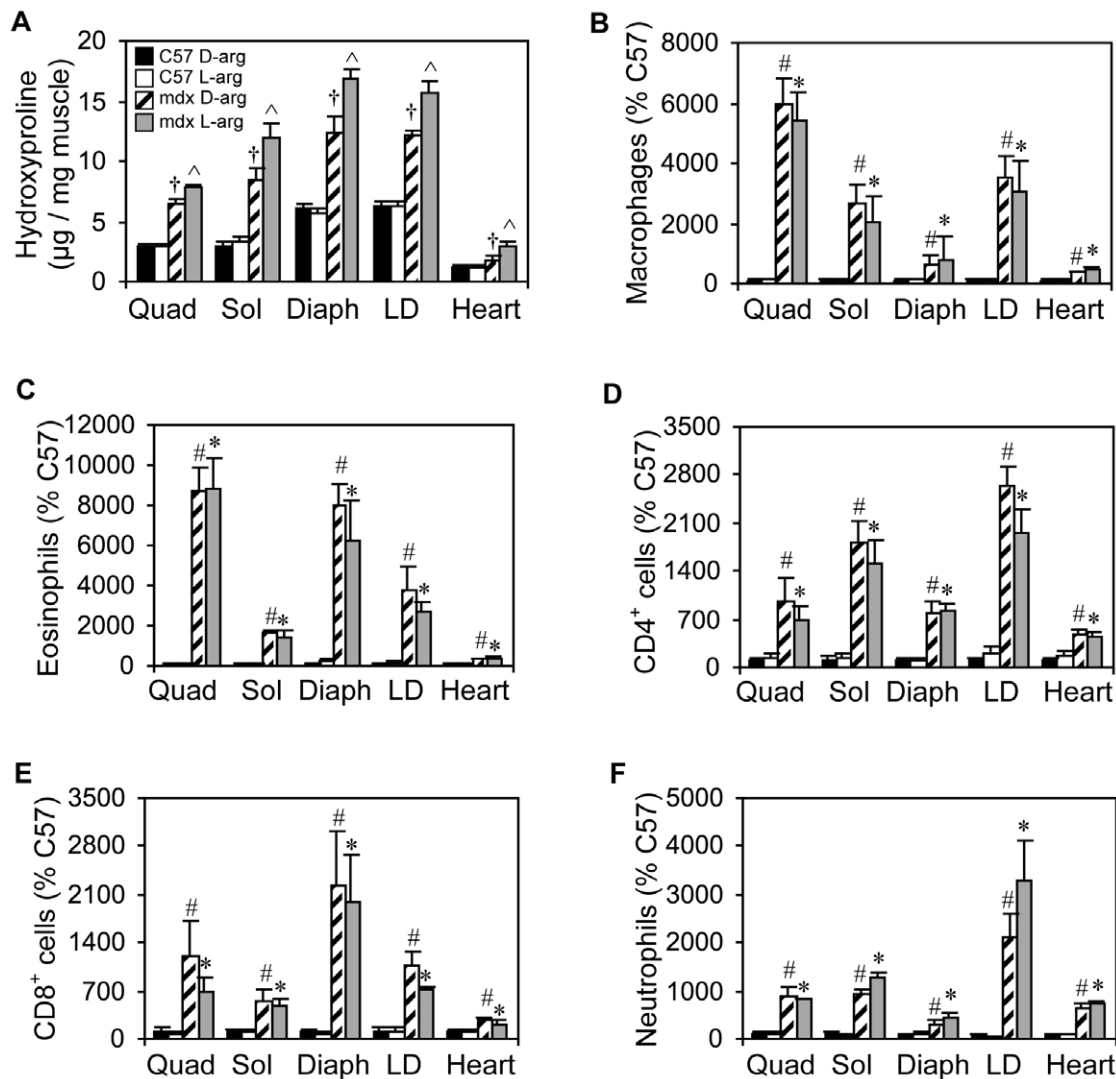 A
Hydroxyproline
(µg / mg muscle)
20
15
10
5
0
C57 D-arg
C57 L-arg
mdx D-arg
mdx L-arg
† ^ † ^ † ^ † ^ † ^
Quad Sol Diaph LD Heart
B
Macrophages (% C57)
8000
6000
4000
2000
0
# * # * # * # * # *
Quad Sol Diaph LD Heart
C
Eosinophils (% C57)
12000
10000
8000
6000
4000
2000
0
# * # * # * # * # *
Quad Sol Diaph LD Heart
D
CD4⁺ cells (% C57)
3500
2800
2100
1400
700
0
# * # * # * # * # *
Quad Sol Diaph LD Heart
E
CD8⁺ cells (% C57)
3500
2800
2100
1400
700
0
# * # * # * # * # *
Quad Sol Diaph LD Heart
F
Neutrophils (% C57)
5000
4000
3000
2000
1000
0
# * # * # * # * # *
Quad Sol Diaph LD Heart